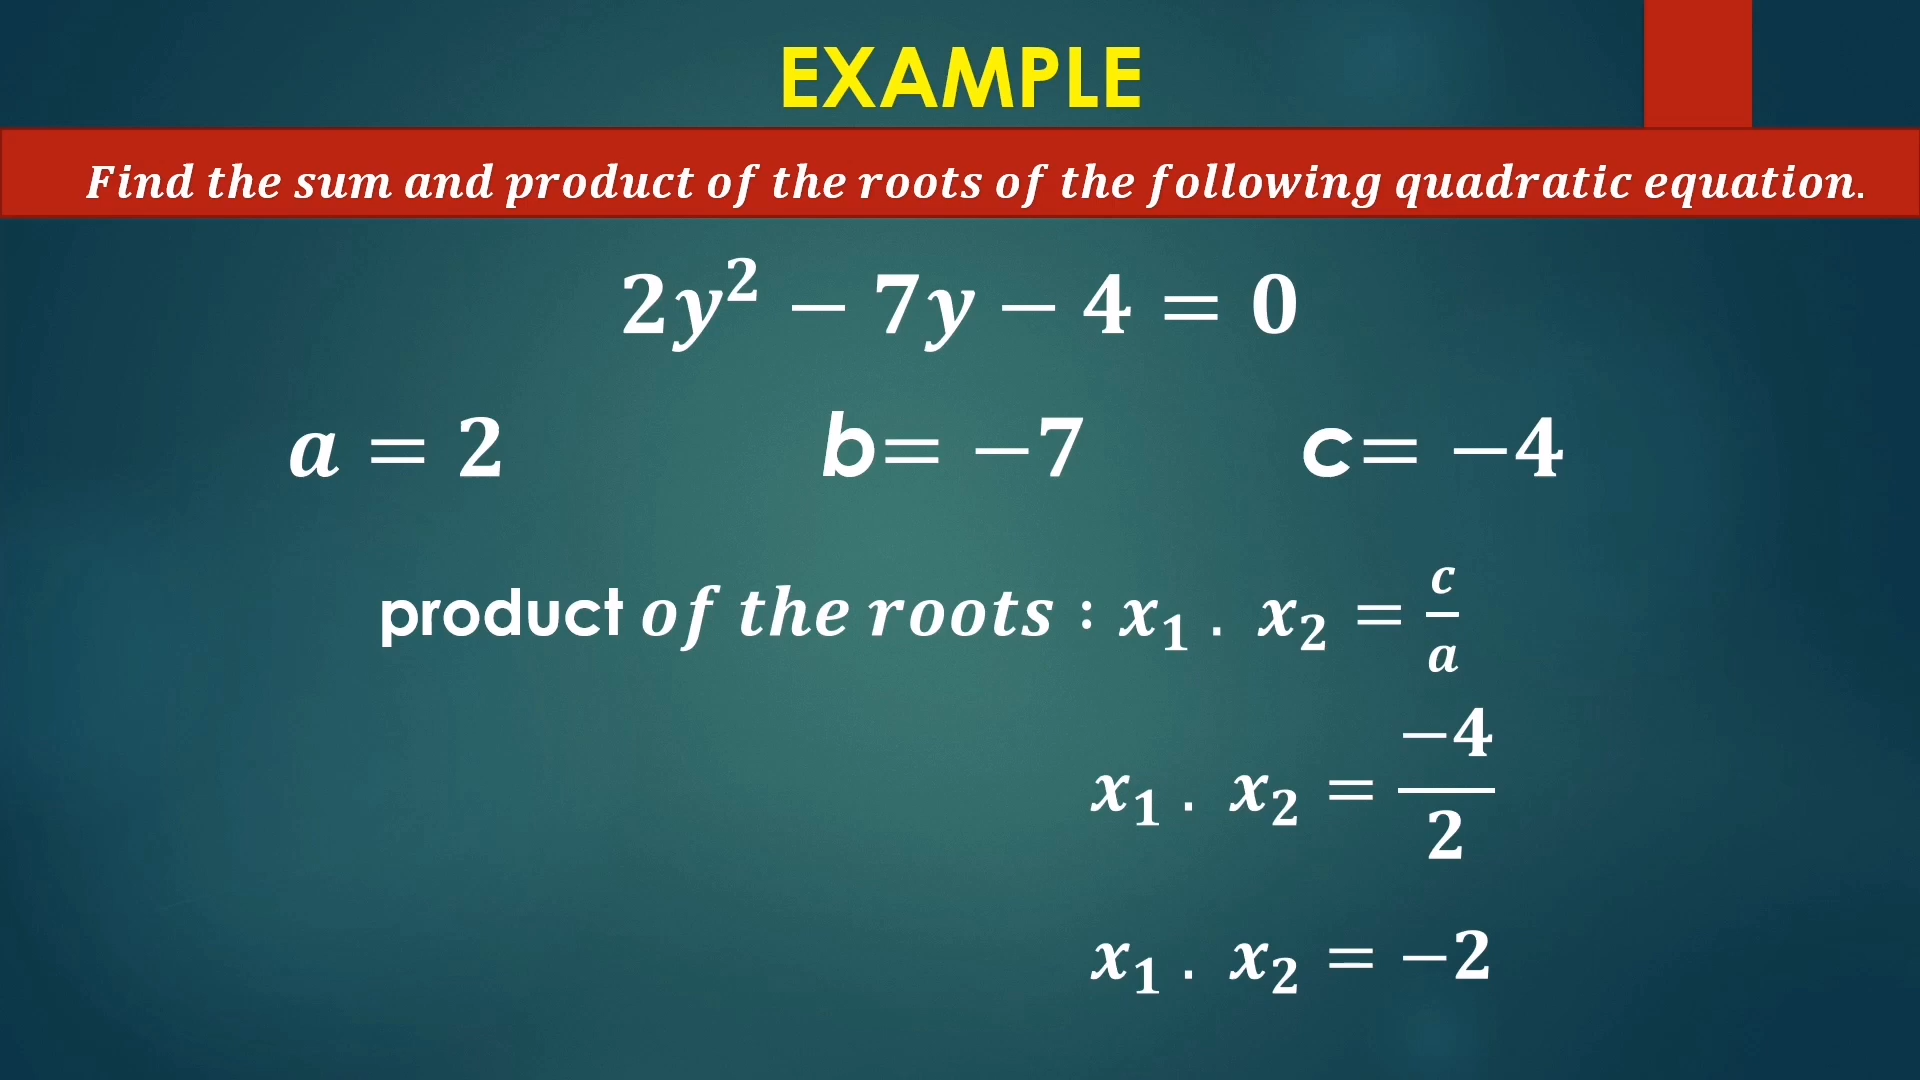 EXAMPLE
Find the sum and product of the roots of the following quadratic equation.
2y² − 7y − 4 = 0
a = 2 b= −7 c= −4
product of the roots : x₁ . x₂ = c/a
x₁ . x₂ = −4/2
x₁ . x₂ = −2